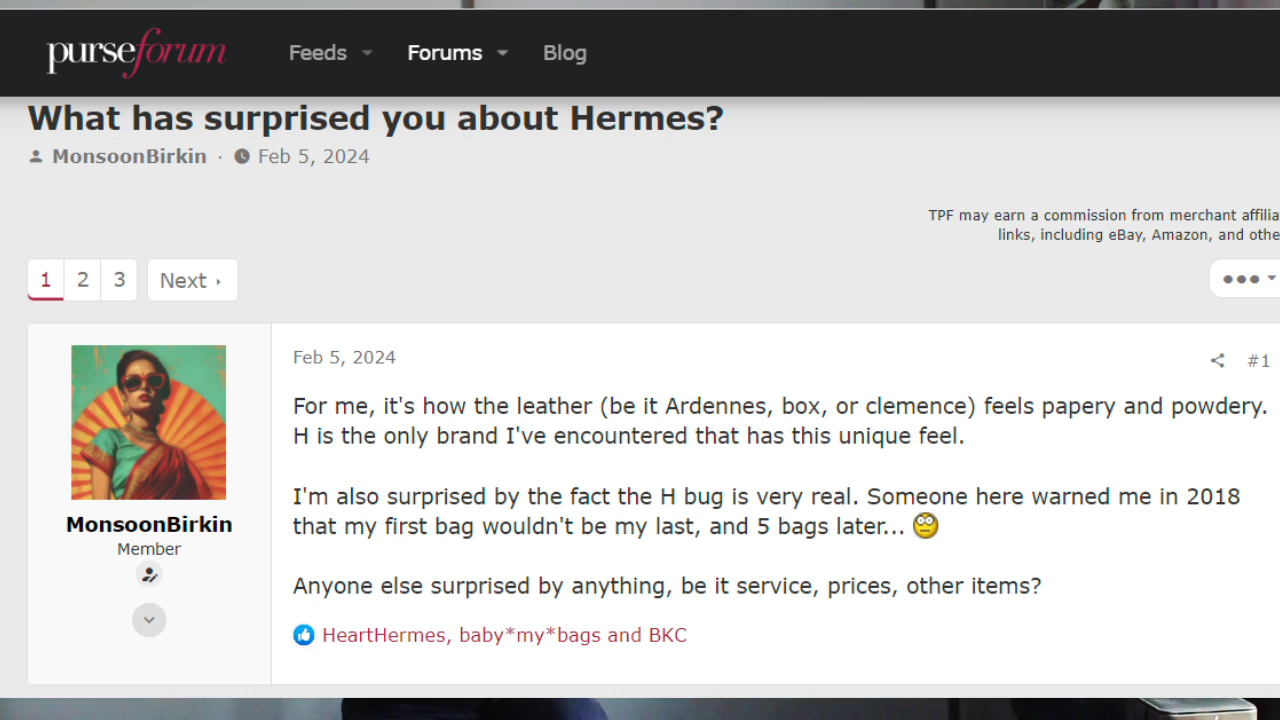 purseforum
Feeds
Forums
Blog
What has surprised you about Hermes?
MonsoonBirkin · Feb 5, 2024
TPF may earn a commission from merchant affilia
links, including eBay, Amazon, and othe
1 2 3 Next
MonsoonBirkin
Member
Feb 5, 2024
#1
For me, it's how the leather (be it Ardennes, box, or clemence) feels papery and powdery.
H is the only brand I've encountered that has this unique feel.
I'm also surprised by the fact the H bug is very real. Someone here warned me in 2018
that my first bag wouldn't be my last, and 5 bags later...
Anyone else surprised by anything, be it service, prices, other items?
HeartHermes, baby*my*bags and BKC